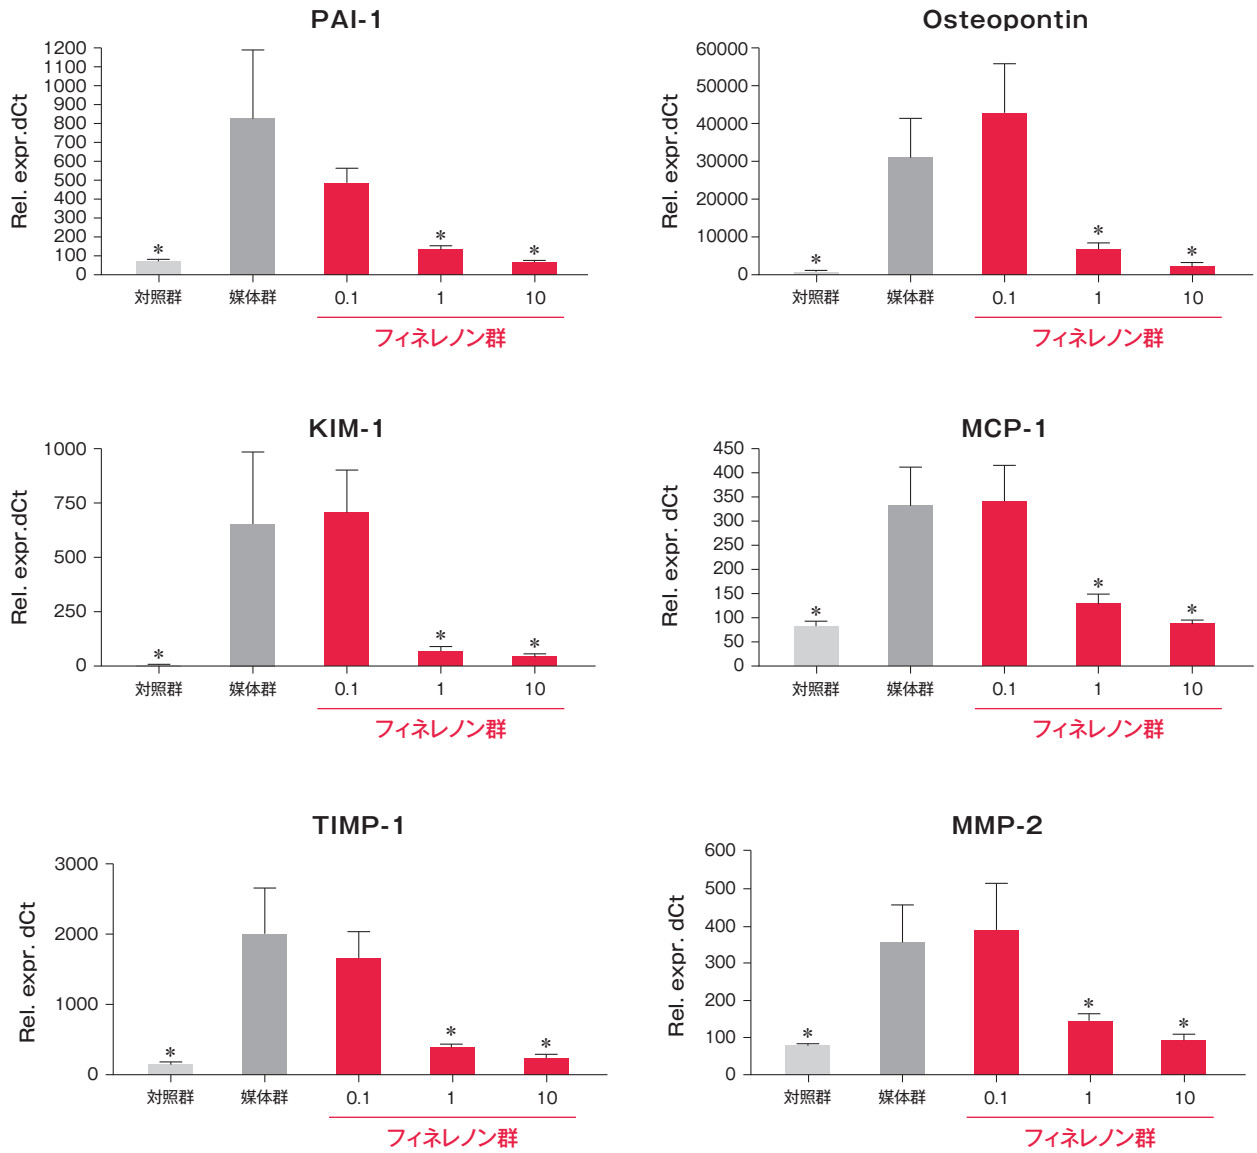 PAI-1
Rel. expr.dCt
1200
1100
1000
900
800
700
600
500
400
300
200
100
0
* * *
対照群 媒体群 0.1 1 10
フィネレノン群
Osteopontin
Rel. expr.dCt
60000
50000
40000
30000
20000
10000
0
* * *
対照群 媒体群 0.1 1 10
フィネレノン群
KIM-1
Rel. expr.dCt
1000
750
500
250
0
* * *
対照群 媒体群 0.1 1 10
フィネレノン群
MCP-1
Rel. expr. dCt
450
400
350
300
250
200
150
100
50
0
* * *
対照群 媒体群 0.1 1 10
フィネレノン群
TIMP-1
Rel. expr. dCt
3000
2000
1000
0
* * *
対照群 媒体群 0.1 1 10
フィネレノン群
MMP-2
Rel. expr. dCt
600
500
400
300
200
100
0
* * *
対照群 媒体群 0.1 1 10
フィネレノン群